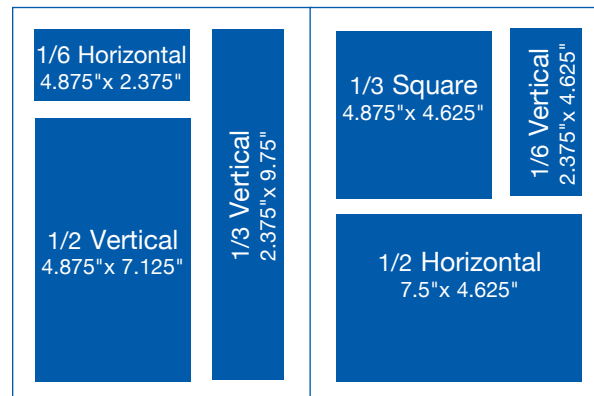 1/6 Horizontal
4.875"x 2.375"
1/2 Vertical
4.875"x 7.125"
1/3 Vertical
2.375"x 9.75"
1/3 Square
4.875"x 4.625"
1/6 Vertical
2.375"x 4.625"
1/2 Horizontal
7.5"x 4.625"